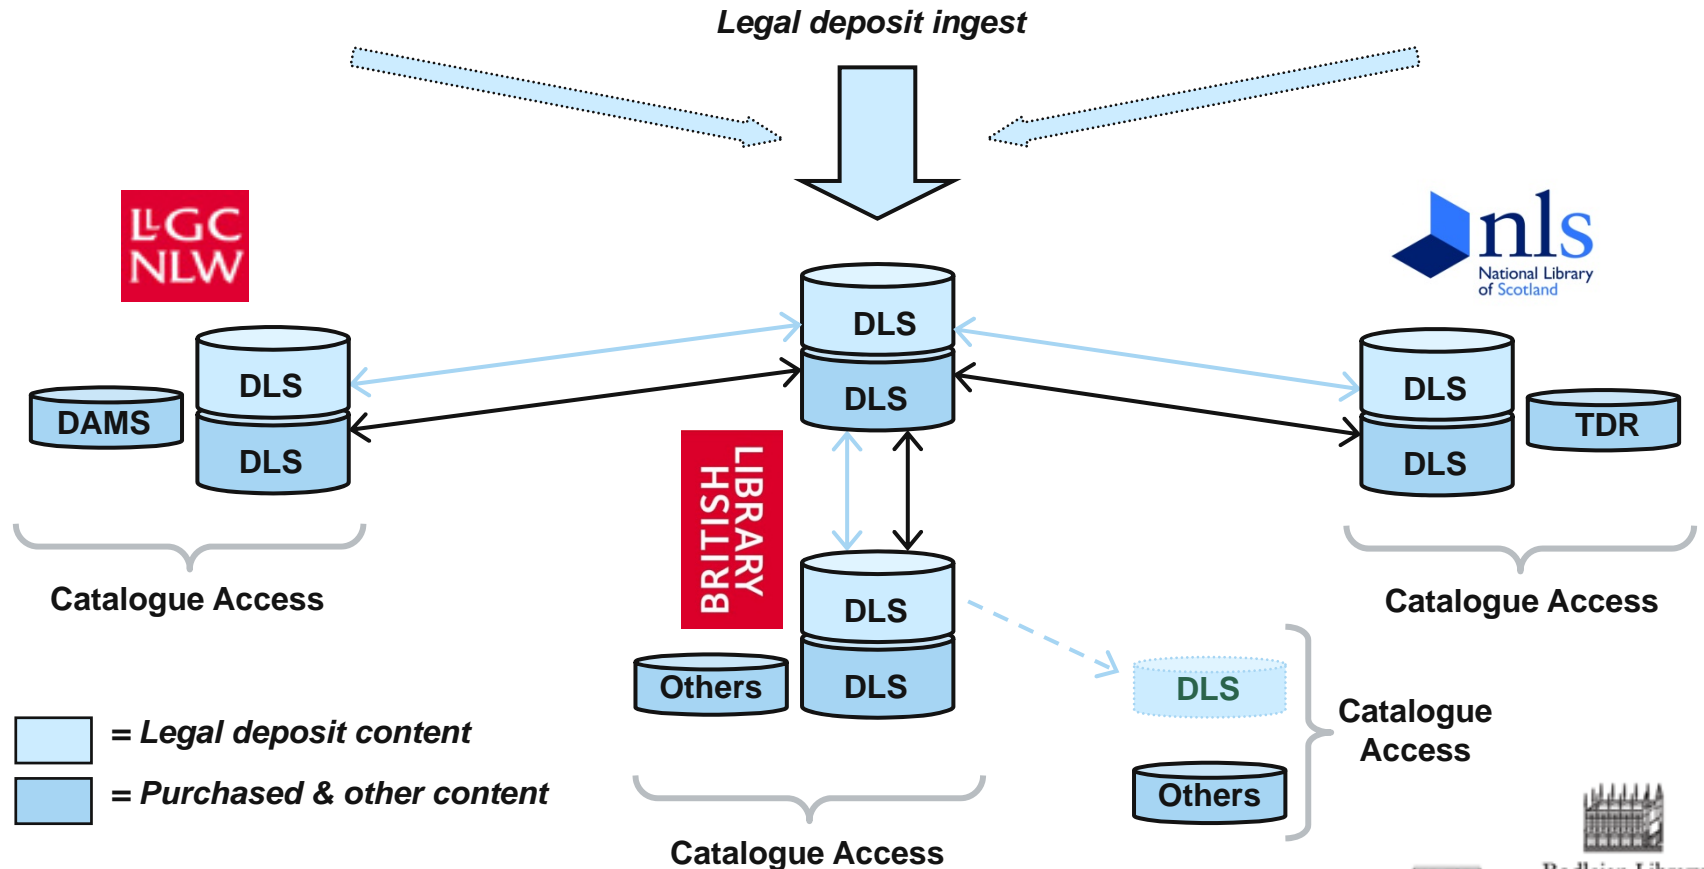 Legal deposit ingest
LLGC
NLW
nls
National Library
of Scotland
DLS
DLS
DAMS
DLS
DLS
DLS
DLS
TDR
Catalogue Access
BRITISH
LIBRARY
DLS
DLS
Others
Catalogue Access
DLS
Others
Catalogue
Access
= Legal deposit content
= Purchased & other content
Catalogue Access